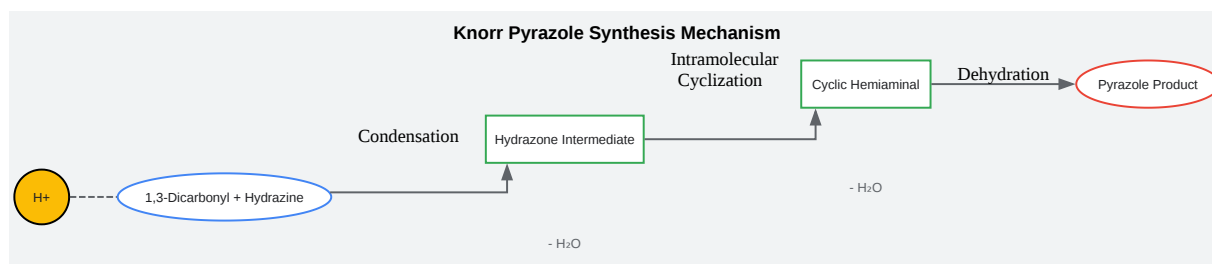 Knorr Pyrazole Synthesis Mechanism
Intramolecular
Cyclization
Cyclic Hemiaminal
Dehydration
Pyrazole Product
Condensation
Hydrazone Intermediate
H+
1,3-Dicarbonyl + Hydrazine
- H₂O
- H₂O